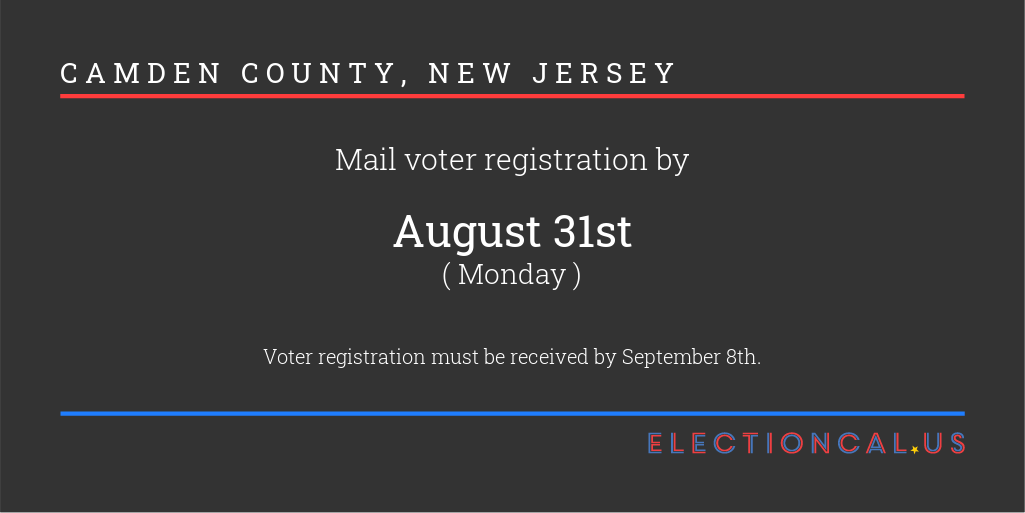 CAMDEN COUNTY, NEW JERSEY
Mail voter registration by
August 31st
( Monday )
Voter registration must be received by September 8th.
ELECTIONCAL.US